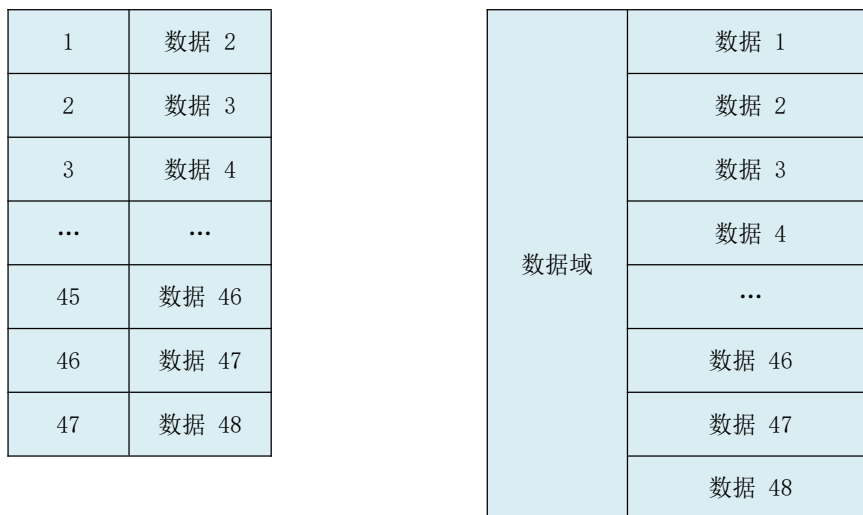 1 数据 2
2 数据 3
3 数据 4
… …
45 数据 46
46 数据 47
47 数据 48
数据域
数据 1
数据 2
数据 3
数据 4
…
数据 46
数据 47
数据 48